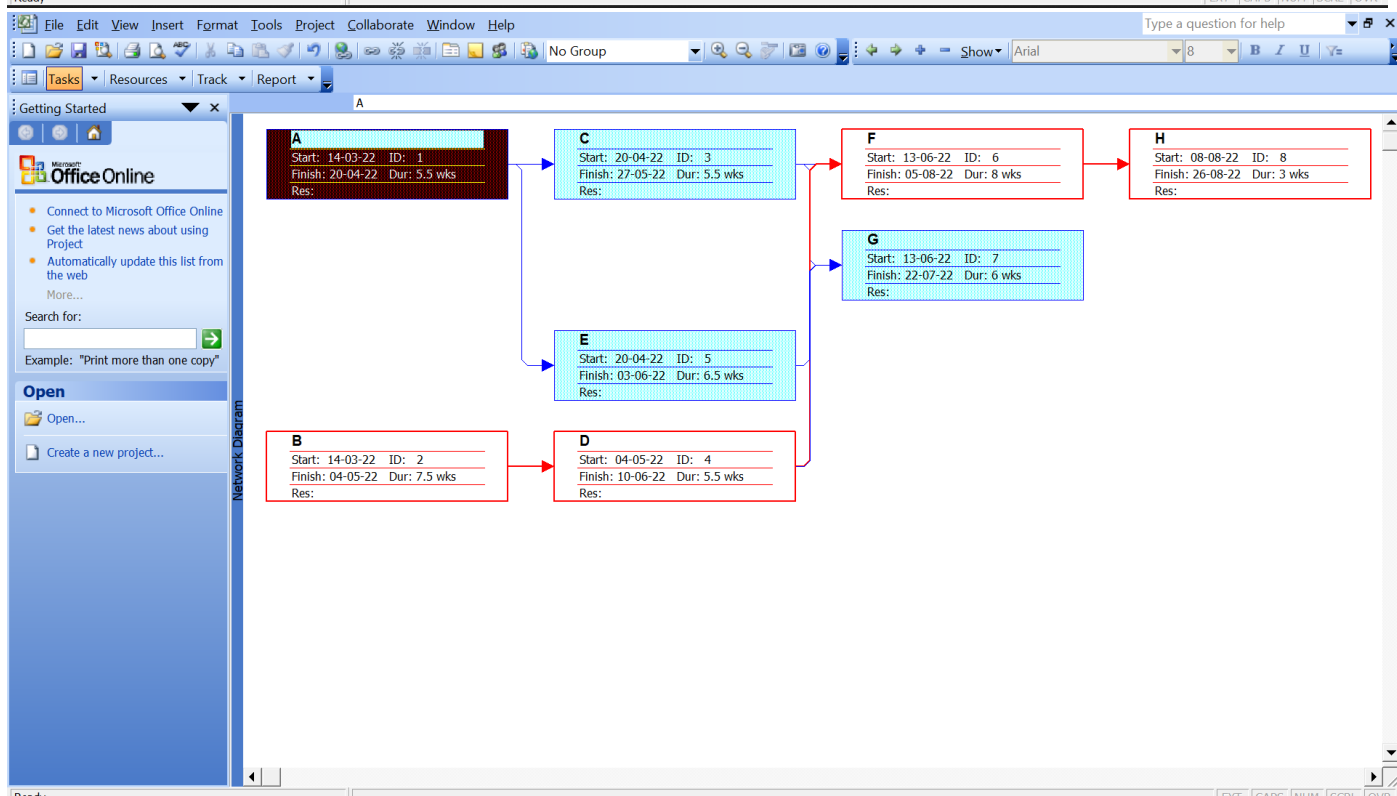 File Edit View Insert Format Tools Project Collaborate Window Help Type a question for help
No Group Show Arial 8 B I U
Tasks Resources Track Report
Getting Started
A
Microsoft
Office Online
Connect to Microsoft Office Online
Get the latest news about using
Project
Automatically update this list from
the web
More...
Search for:
Example: "Print more than one copy"
Open
Open...
Create a new project...
Network Diagram
A
Start: 14-03-22 ID: 1
Finish: 20-04-22 Dur: 5.5 wks
Res:
C
Start: 20-04-22 ID: 3
Finish: 27-05-22 Dur: 5.5 wks
Res:
F
Start: 13-06-22 ID: 6
Finish: 05-08-22 Dur: 8 wks
Res:
H
Start: 08-08-22 ID: 8
Finish: 26-08-22 Dur: 3 wks
Res:
G
Start: 13-06-22 ID: 7
Finish: 22-07-22 Dur: 6 wks
Res:
E
Start: 20-04-22 ID: 5
Finish: 03-06-22 Dur: 6.5 wks
Res:
B
Start: 14-03-22 ID: 2
Finish: 04-05-22 Dur: 7.5 wks
Res:
D
Start: 04-05-22 ID: 4
Finish: 10-06-22 Dur: 5.5 wks
Res: